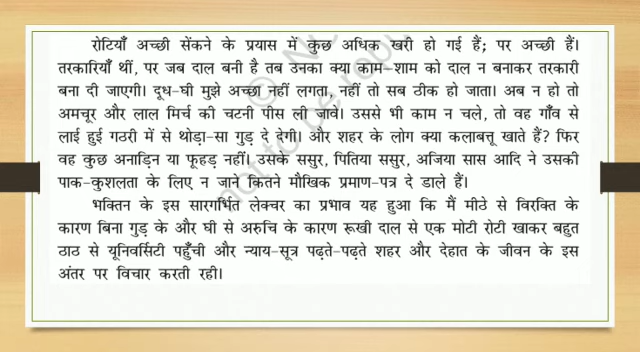 रोटियाँ अच्छी सेंकने के प्रयास में कुछ अधिक खरी हो गई हैं; पर अच्छी हैं।
तरकारियाँ थीं, पर जब दाल बनी है तब उनका क्या काम–शाम को दाल न बनाकर तरकारी
बना दी जाएगी। दूध-घी मुझे अच्छा नहीं लगता, नहीं तो सब ठीक हो जाता। अब न हो तो
अमचूर और लाल मिर्च की चटनी पीस ली जावे। उससे भी काम न चले, तो वह गाँव से
लाई हुई गठरी में से थोड़ा-सा गुड़ दे देगी। और शहर के लोग क्या कलाबत्तू खाते हैं? फिर
वह कुछ अनाड़िन या फूहड़ नहीं। उसके ससुर, पितिया ससुर, अजिया सास आदि ने उसकी
पाक-कुशलता के लिए न जाने कितने मौखिक प्रमाण-पत्र दे डाले हैं।
भक्तिन के इस सारगर्भित लेक्चर का प्रभाव यह हुआ कि मैं मीठे से विरक्ति के
कारण बिना गुड़ के और घी से अरुचि के कारण रूखी दाल से एक मोटी रोटी खाकर बहुत
ठाठ से यूनिवर्सिटी पहुँची और न्याय-सूत्र पढ़ते-पढ़ते शहर और देहात के जीवन के इस
अंतर पर विचार करती रही।